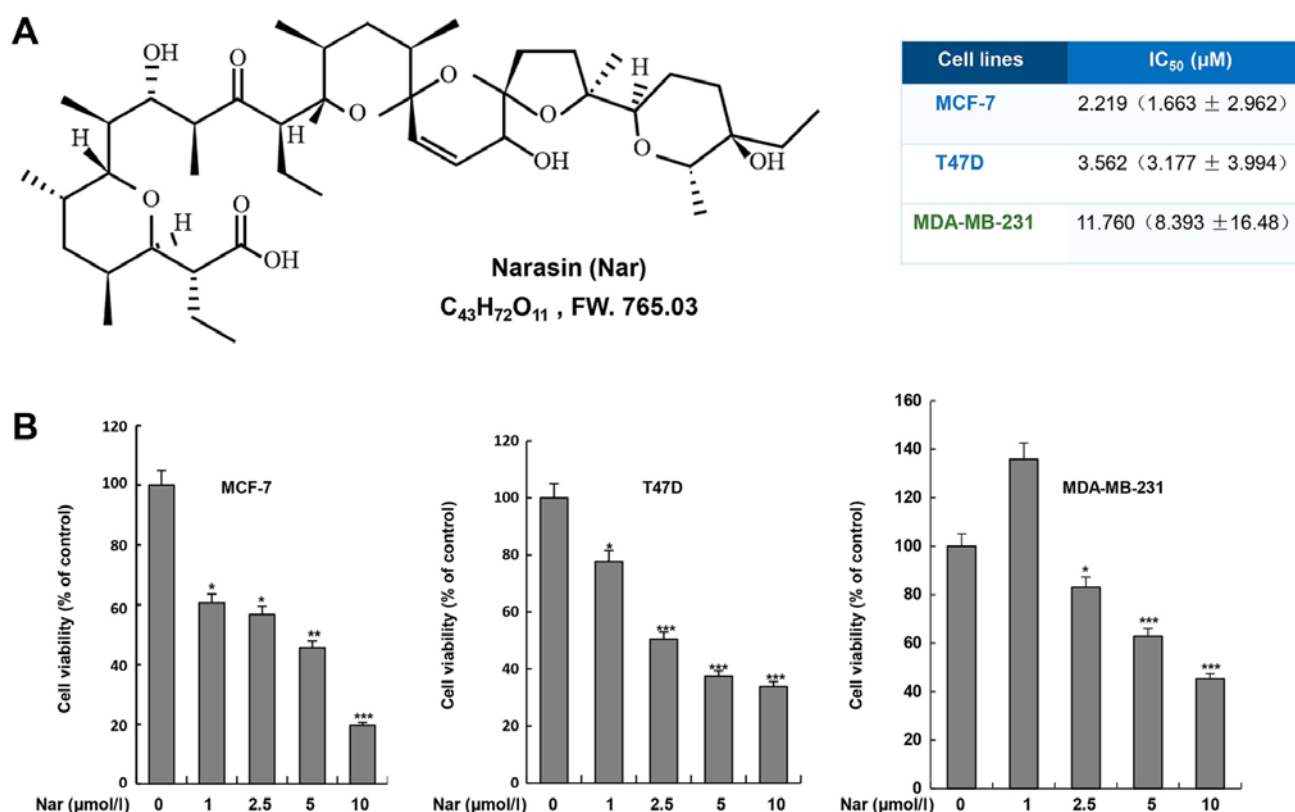 A
OH
O
H
O
O
O
O
OH
H
O
OH
H
O
H
O
OH
Narasin (Nar)
C₄₃H₇₂O₁₁ , FW. 765.03
Cell lines IC₅₀ (µM)
MCF-7 2.219（1.663 ± 2.962）
T47D 3.562（3.177 ± 3.994）
MDA-MB-231 11.760（8.393 ±16.48）
B
Cell viability (% of control)
120
100
80
60
40
20
0
MCF-7
*
*
**
***
Nar (µmol/l) 0 1 2.5 5 10
Cell viability (% of control)
120
100
80
60
40
20
0
T47D
*
***
***
***
Nar (µmol/l) 0 1 2.5 5 10
Cell viability (% of control)
160
140
120
100
80
60
40
20
0
MDA-MB-231
*
***
***
Nar (µmol/l) 0 1 2.5 5 10